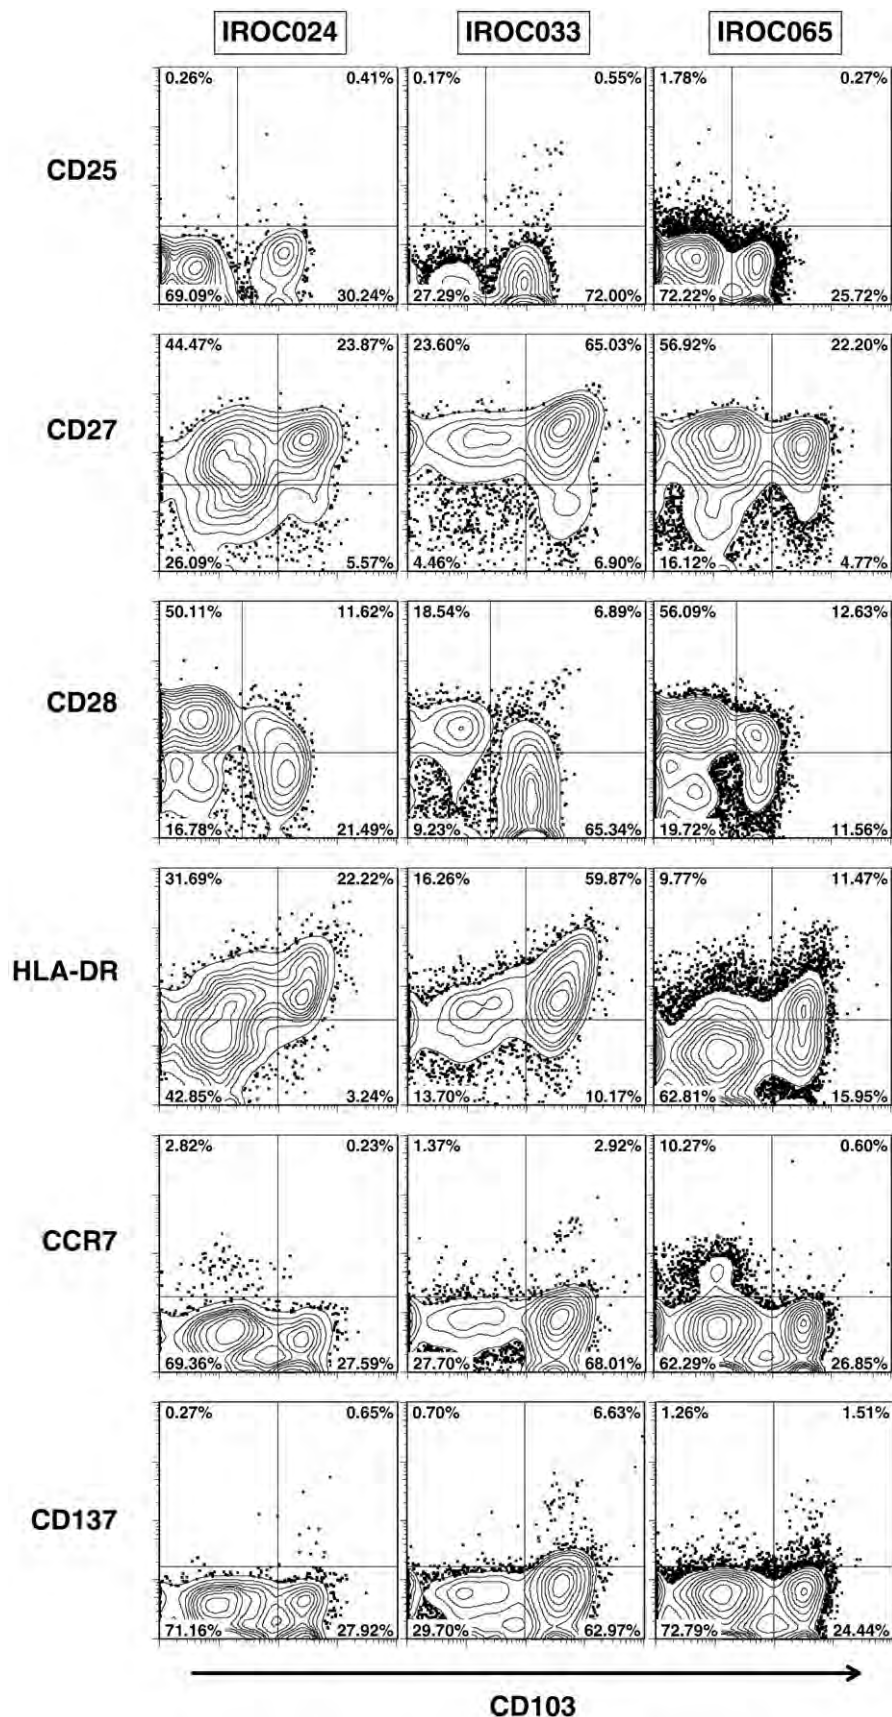 IROC024 IROC033 IROC065
0.26% 0.41% 0.17% 0.55% 1.78% 0.27%
CD25
69.09% 30.24% 27.29% 72.00% 72.22% 25.72%
44.47% 23.87% 23.60% 65.03% 56.92% 22.20%
CD27
26.09% 5.57% 4.46% 6.90% 16.12% 4.77%
50.11% 11.62% 18.54% 6.89% 56.09% 12.63%
CD28
16.78% 21.49% 9.23% 65.34% 19.72% 11.56%
31.69% 22.22% 16.26% 59.87% 9.77% 11.47%
HLA-DR
42.85% 3.24% 13.70% 10.17% 62.81% 15.95%
2.82% 0.23% 1.37% 2.92% 10.27% 0.60%
CCR7
69.36% 27.59% 27.70% 68.01% 62.29% 26.85%
0.27% 0.65% 0.70% 6.63% 1.26% 1.51%
CD137
71.16% 27.92% 29.70% 62.97% 72.79% 24.44%
CD103